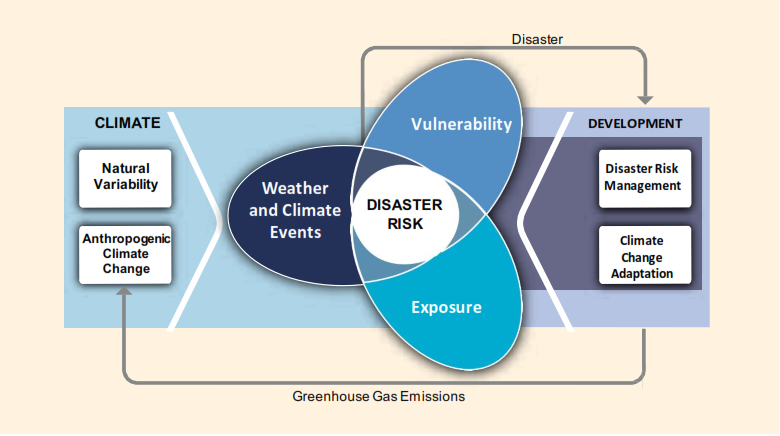 Disaster
CLIMATE
DEVELOPMENT
Vulnerability
Natural
Variability
Disaster Risk
Management
Weather
and Climate
Events
DISASTER
RISK
Anthropogenic
Climate
Change
Climate
Change
Adaptation
Exposure
Greenhouse Gas Emissions